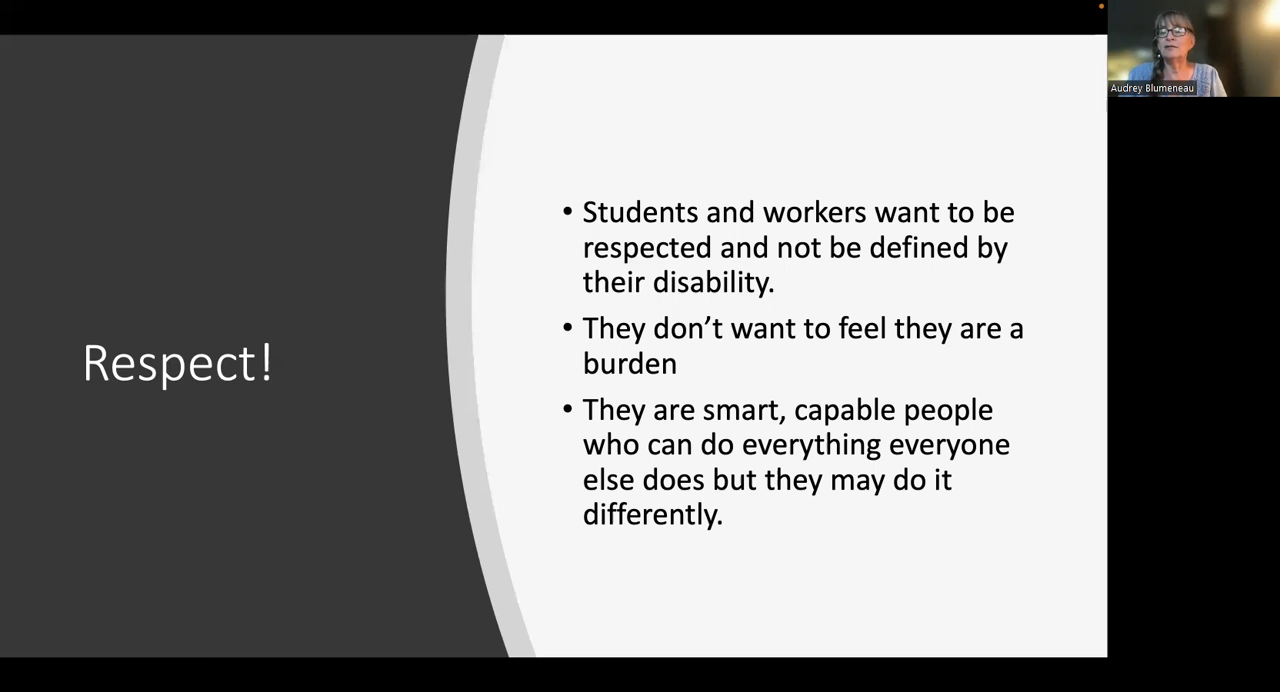 Respect!
• Students and workers want to be
respected and not be defined by
their disability.
• They don’t want to feel they are a
burden
• They are smart, capable people
who can do everything everyone
else does but they may do it
differently.
Audrey Blumeneau